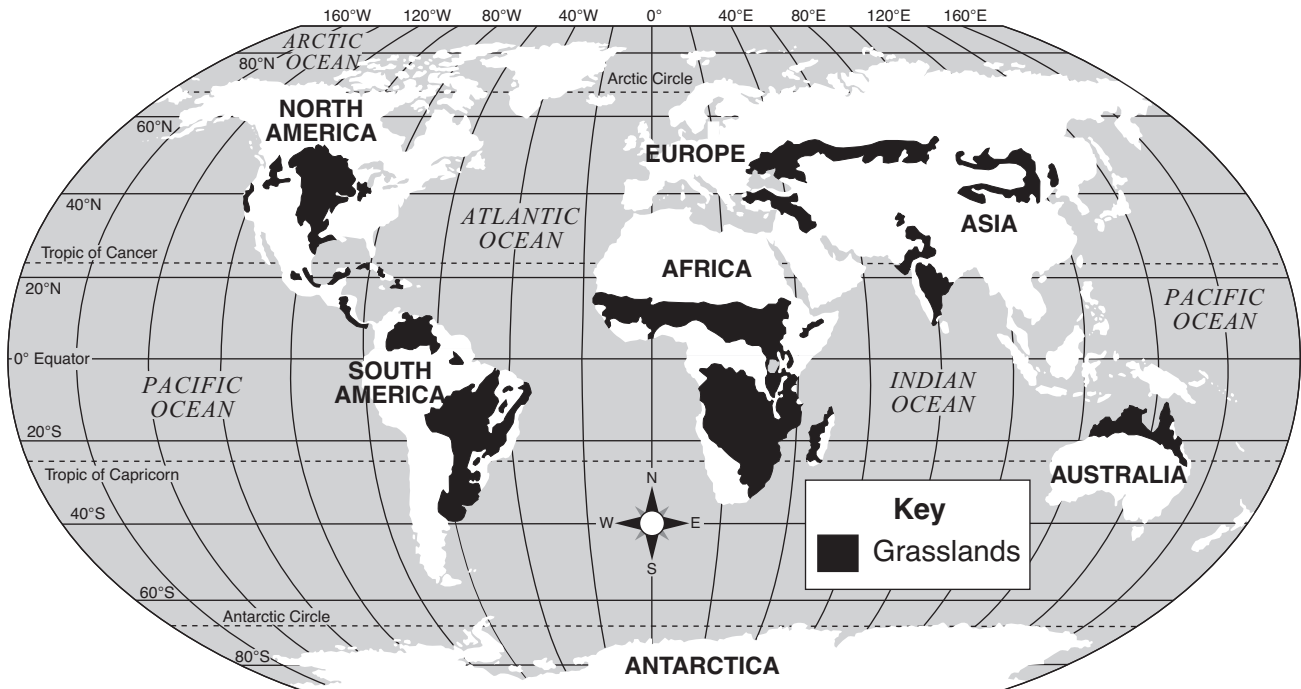 160°W 120°W 80°W 40°W 0° 40°E 80°E 120°E 160°E
ARCTIC
OCEAN
80°N
Arctic Circle
NORTH
AMERICA
60°N
EUROPE
40°N
ATLANTIC
OCEAN
ASIA
Tropic of Cancer
AFRICA
20°N
PACIFIC
OCEAN
0° Equator
SOUTH
AMERICA
PACIFIC
OCEAN
INDIAN
OCEAN
20°S
Tropic of Capricorn
AUSTRALIA
N
W E
S
40°S
Key
Grasslands
60°S
Antarctic Circle
80°S
ANTARCTICA